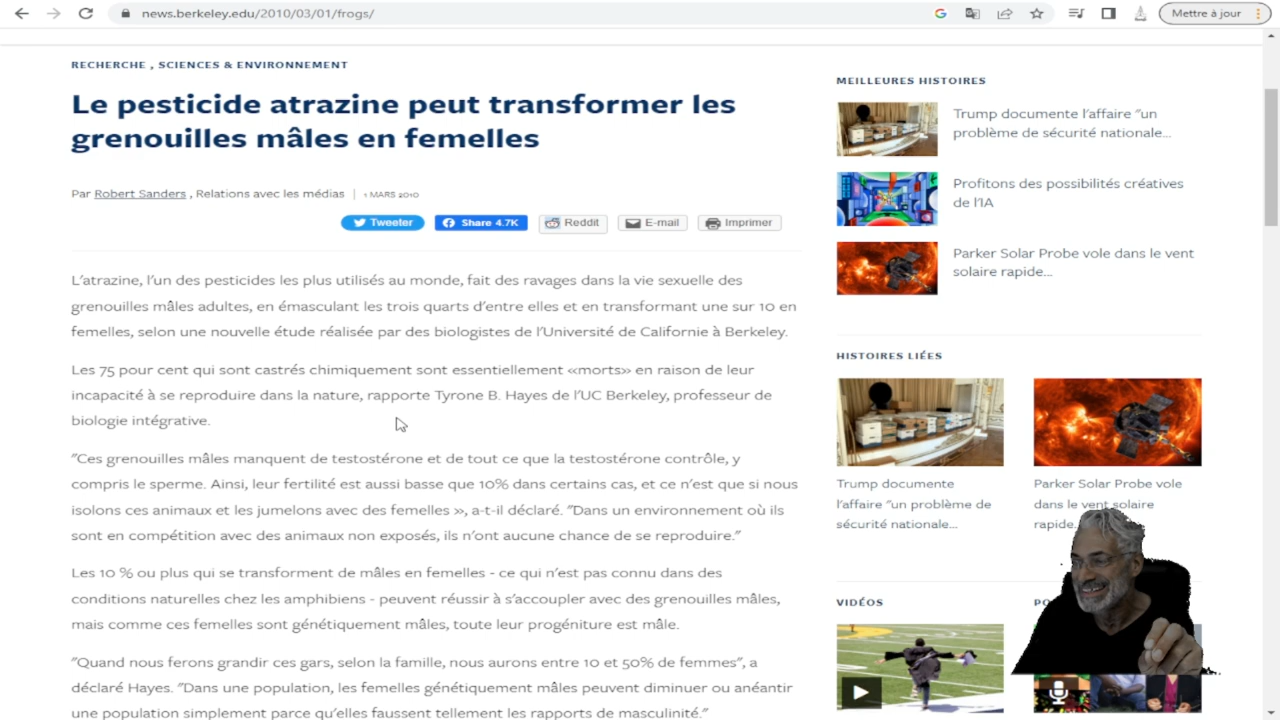 news.berkeley.edu/2010/03/01/frogs/
Mettre à jour
RECHERCHE , SCIENCES & ENVIRONNEMENT
Le pesticide atrazine peut transformer les
grenouilles mâles en femelles
Par Robert Sanders , Relations avec les médias | 1 MARS 2010
Tweeter
Share 4.7K
Reddit
E-mail
Imprimer
L'atrazine, l'un des pesticides les plus utilisés au monde, fait des ravages dans la vie sexuelle des
grenouilles mâles adultes, en émasculant les trois quarts d'entre elles et en transformant une sur 10 en
femelles, selon une nouvelle étude réalisée par des biologistes de l'Université de Californie à Berkeley.
Les 75 pour cent qui sont castrés chimiquement sont essentiellement «morts» en raison de leur
incapacité à se reproduire dans la nature, rapporte Tyrone B. Hayes de l'UC Berkeley, professeur de
biologie intégrative.
"Ces grenouilles mâles manquent de testostérone et de tout ce que la testostérone contrôle, y
compris le sperme. Ainsi, leur fertilité est aussi basse que 10% dans certains cas, et ce n'est que si nous
isolons ces animaux et les jumelons avec des femelles », a-t-il déclaré. "Dans un environnement où ils
sont en compétition avec des animaux non exposés, ils n'ont aucune chance de se reproduire."
Les 10 % ou plus qui se transforment de mâles en femelles - ce qui n'est pas connu dans des
conditions naturelles chez les amphibiens - peuvent réussir à s'accoupler avec des grenouilles mâles,
mais comme ces femelles sont génétiquement mâles, toute leur progéniture est mâle.
"Quand nous ferons grandir ces gars, selon la famille, nous aurons entre 10 et 50% de femmes", a
déclaré Hayes. "Dans une population, les femelles génétiquement mâles peuvent diminuer ou anéantir
une population simplement parce qu'elles faussent tellement les rapports de masculinité."
MEILLEURES HISTOIRES
Trump documente l'affaire "un
problème de sécurité nationale...
Profitons des possibilités créatives
de l'IA
Parker Solar Probe vole dans le vent
solaire rapide...
HISTOIRES LIÉES
Trump documente
l'affaire "un problème de
sécurité nationale...
Parker Solar Probe vole
dans le vent solaire
rapide.
VIDÉOS